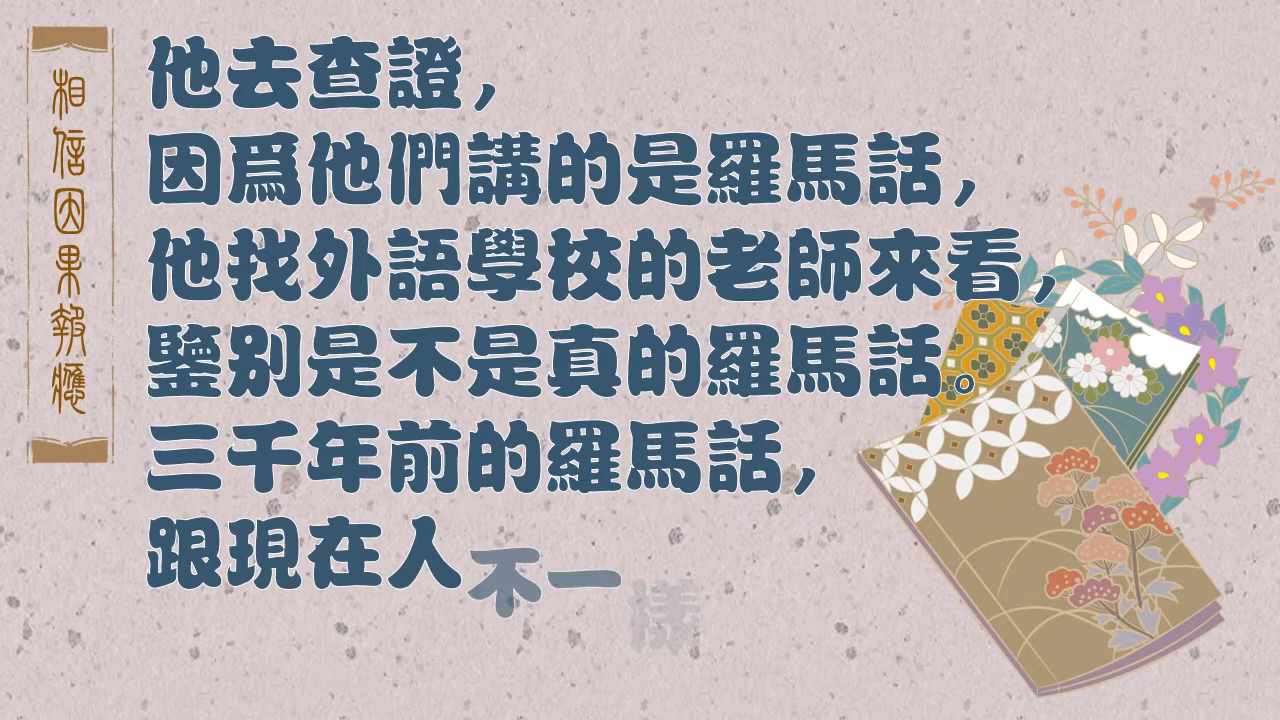 相信因果報應
他去查證，
因爲他們講的是羅馬話，
他找外語學校的老師來看，
鑒别是不是真的羅馬話。
三千年前的羅馬話，
跟現在人不一樣